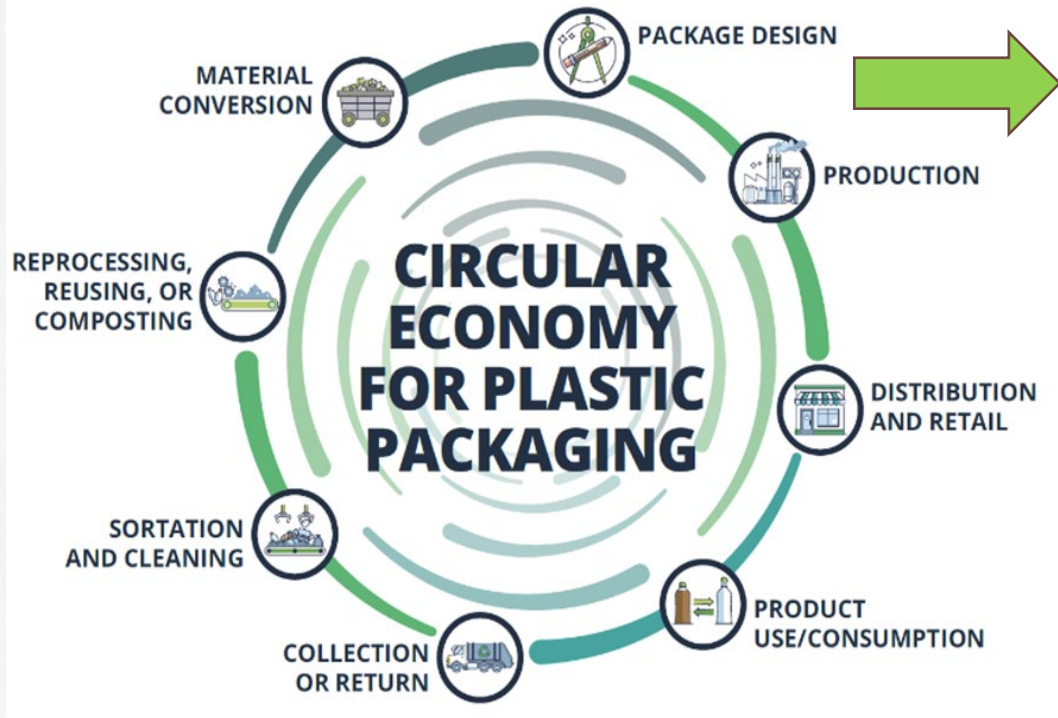 CIRCULAR
ECONOMY
FOR PLASTIC
PACKAGING
PACKAGE DESIGN
PRODUCTION
DISTRIBUTION
AND RETAIL
PRODUCT
USE/CONSUMPTION
COLLECTION
OR RETURN
SORTATION
AND CLEANING
REPROCESSING,
REUSING, OR
COMPOSTING
MATERIAL
CONVERSION